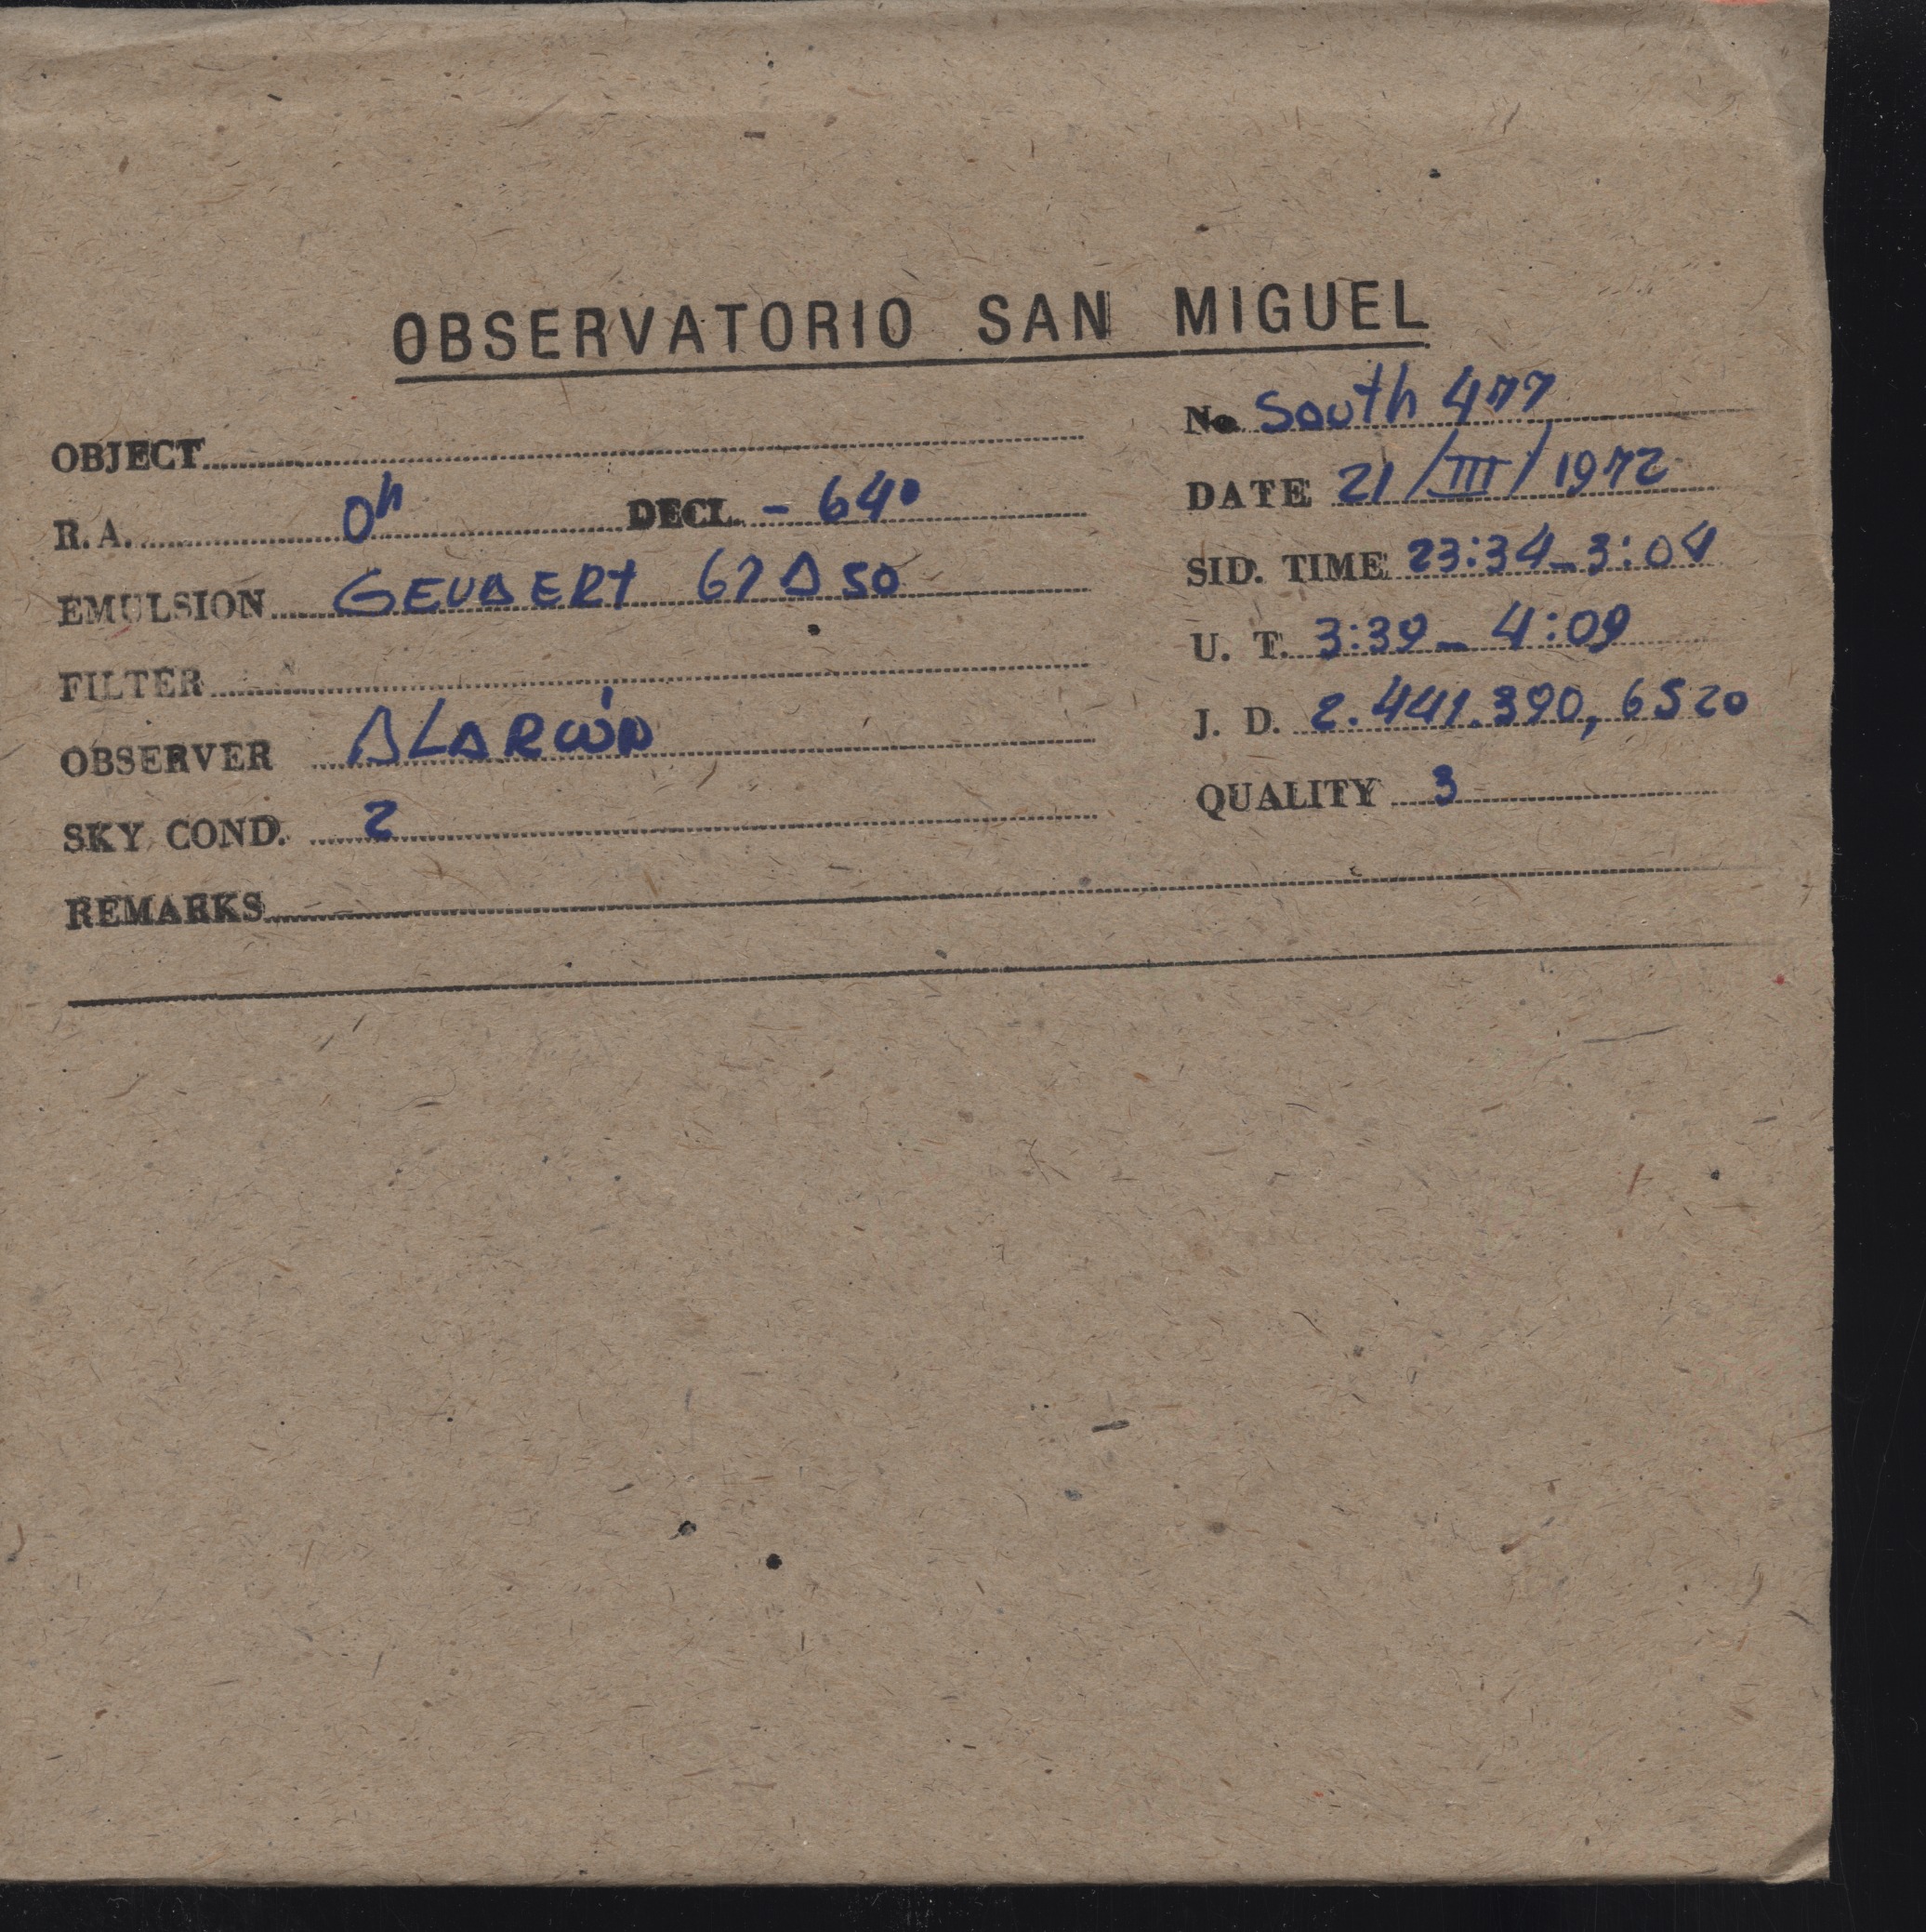 OBSERVATORIO SAN MIGUEL
No South 477
OBJECT
DATE 21/III/1972
R.A. 0h DECL. - 64°
SID. TIME 23:34 - 3:04
EMULSION GEVAERT 67A50
U. T. 3:39 - 4:09
FILTER
J. D. 2.441.390,6520
OBSERVER ALARCÓN
QUALITY 3
SKY COND. 2
REMARKS